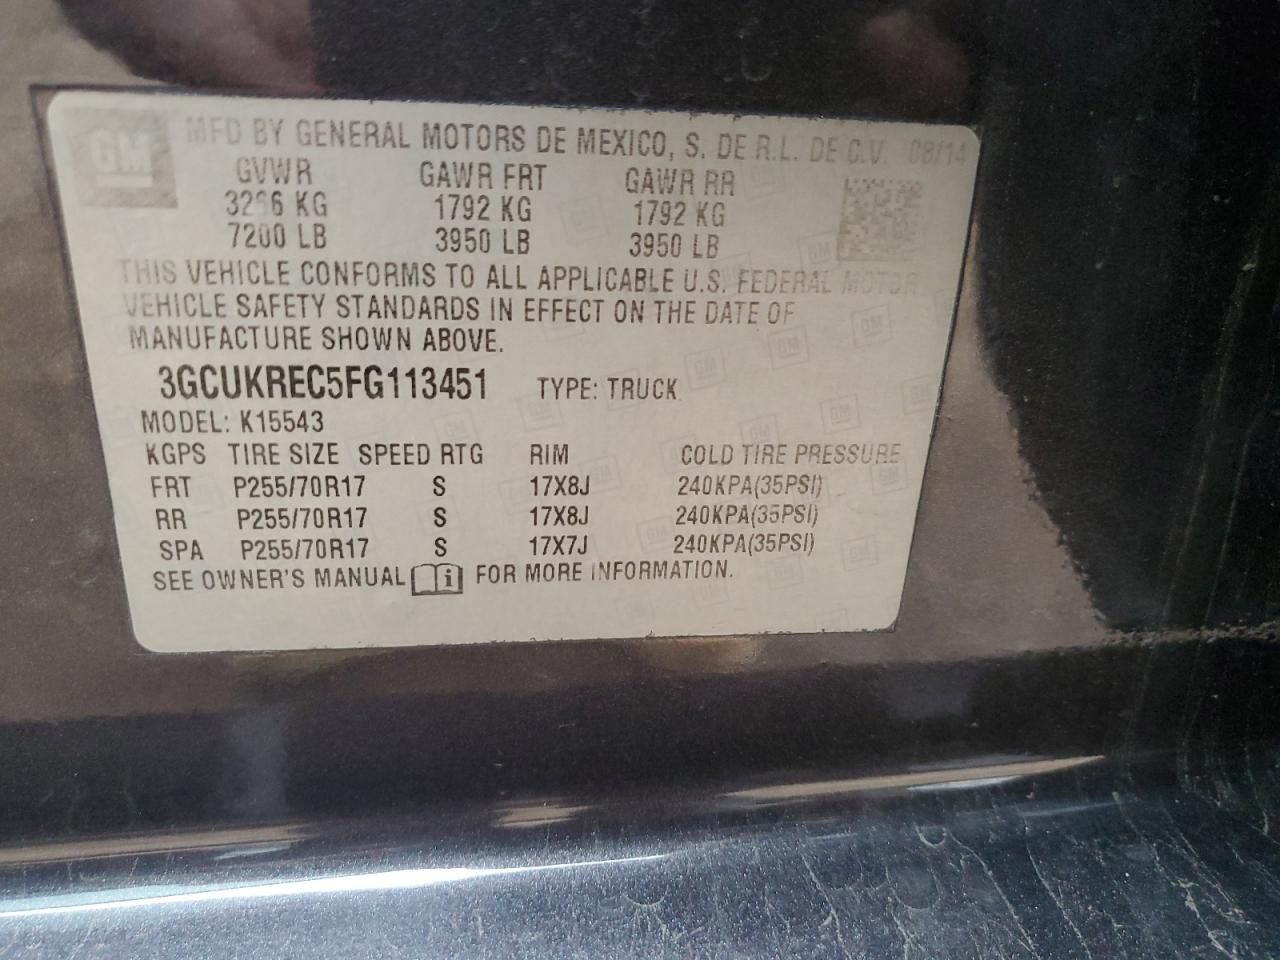 GM
MFD BY GENERAL MOTORS DE MEXICO, S. DE R.L. DE C.V. 08/14
GVWR GAWR FRT GAWR RR
3266 KG 1792 KG 1792 KG
7200 LB 3950 LB 3950 LB
THIS VEHICLE CONFORMS TO ALL APPLICABLE U.S. FEDERAL MOTOR
VEHICLE SAFETY STANDARDS IN EFFECT ON THE DATE OF
MANUFACTURE SHOWN ABOVE.
3GCUKREC5FG113451 TYPE: TRUCK
MODEL: K15543
KGPS TIRE SIZE SPEED RTG RIM COLD TIRE PRESSURE
FRT P255/70R17 S 17X8J 240KPA(35PSI)
RR P255/70R17 S 17X8J 240KPA(35PSI)
SPA P255/70R17 S 17X7J 240KPA(35PSI)
SEE OWNER'S MANUAL i FOR MORE INFORMATION.